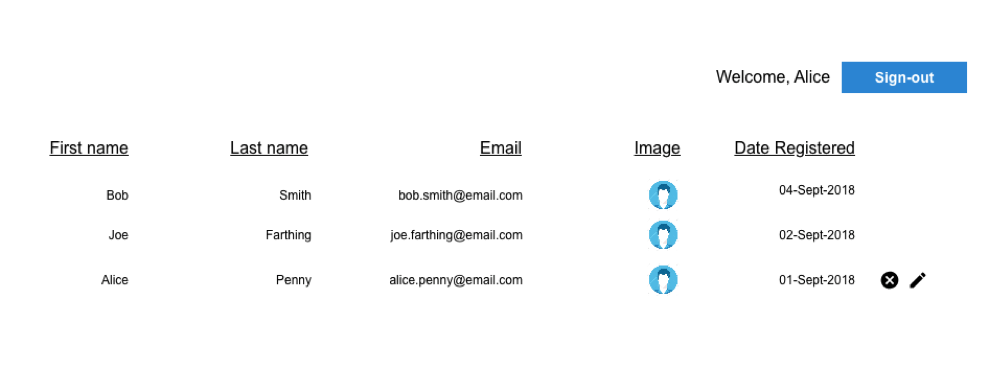 Welcome, Alice Sign-out
First name Last name Email Image Date Registered
Bob Smith bob.smith@email.com 04-Sept-2018
Joe Farthing joe.farthing@email.com 02-Sept-2018
Alice Penny alice.penny@email.com 01-Sept-2018